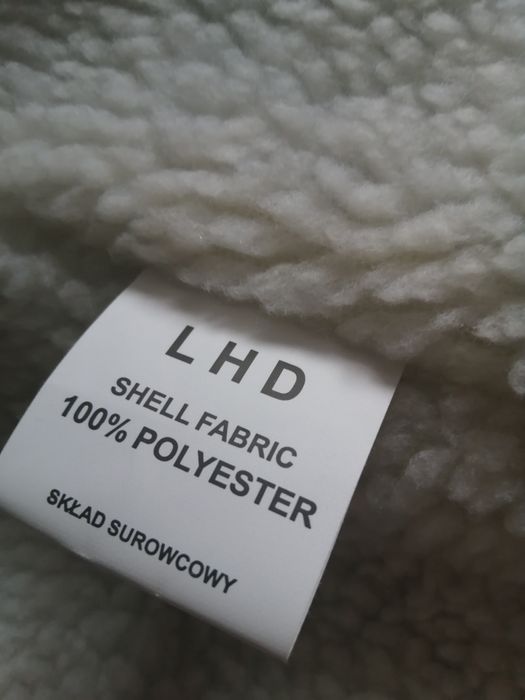 LHD
SHELL FABRIC
100% POLYESTER
SKŁAD SUROWCOWY